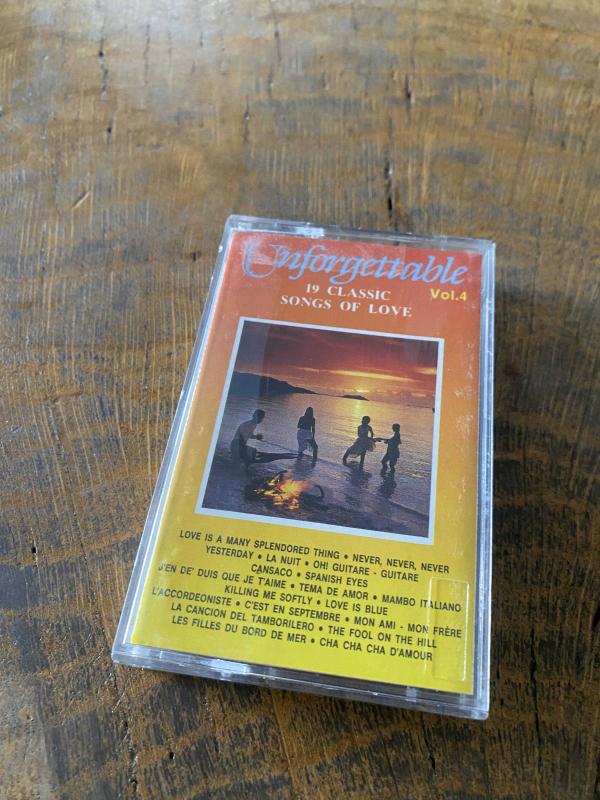 Unforgettable
Vol.4
19 CLASSIC
SONGS OF LOVE
LOVE IS A MANY SPLENDORED THING • NEVER, NEVER, NEVER
YESTERDAY • LA NUIT • OH! GUITARE - GUITARE
CANSACO • SPANISH EYES
J'EN DE' DUIS QUE JE T'AIME • TEMA DE AMOR • MAMBO ITALIANO
KILLING ME SOFTLY • LOVE IS BLUE
L'ACCORDEONISTE • C'EST EN SEPTEMBRE • MON AMI - MON FRÈRE
LA CANCION DEL TAMBORILERO • THE FOOL ON THE HILL
LES FILLES DU BORD DE MER • CHA CHA CHA D'AMOUR